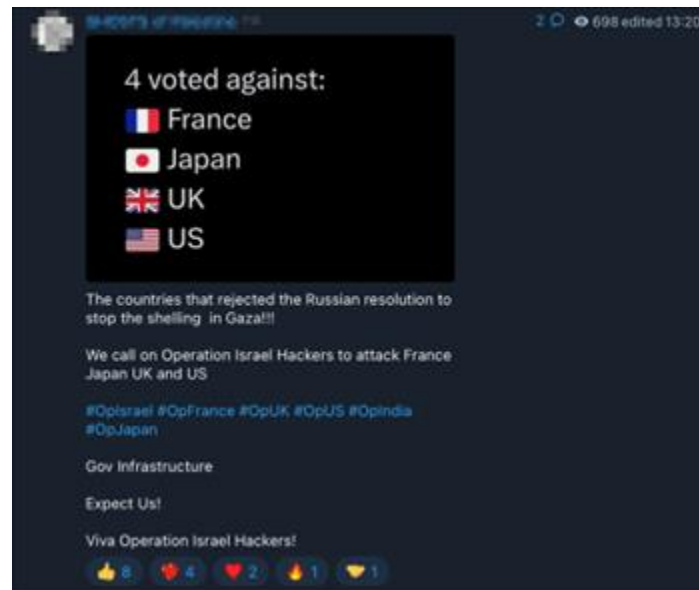 2 698 edited 13:20
4 voted against:
France
Japan
UK
US
The countries that rejected the Russian resolution to
stop the shelling in Gaza!!!
We call on Operation Israel Hackers to attack France
Japan UK and US
#OpIsrael #OpFrance #OpUK #OpUS #OpIndia
#OpJapan
Gov Infrastructure
Expect Us!
Viva Operation Israel Hackers!
8 4 2 1 1